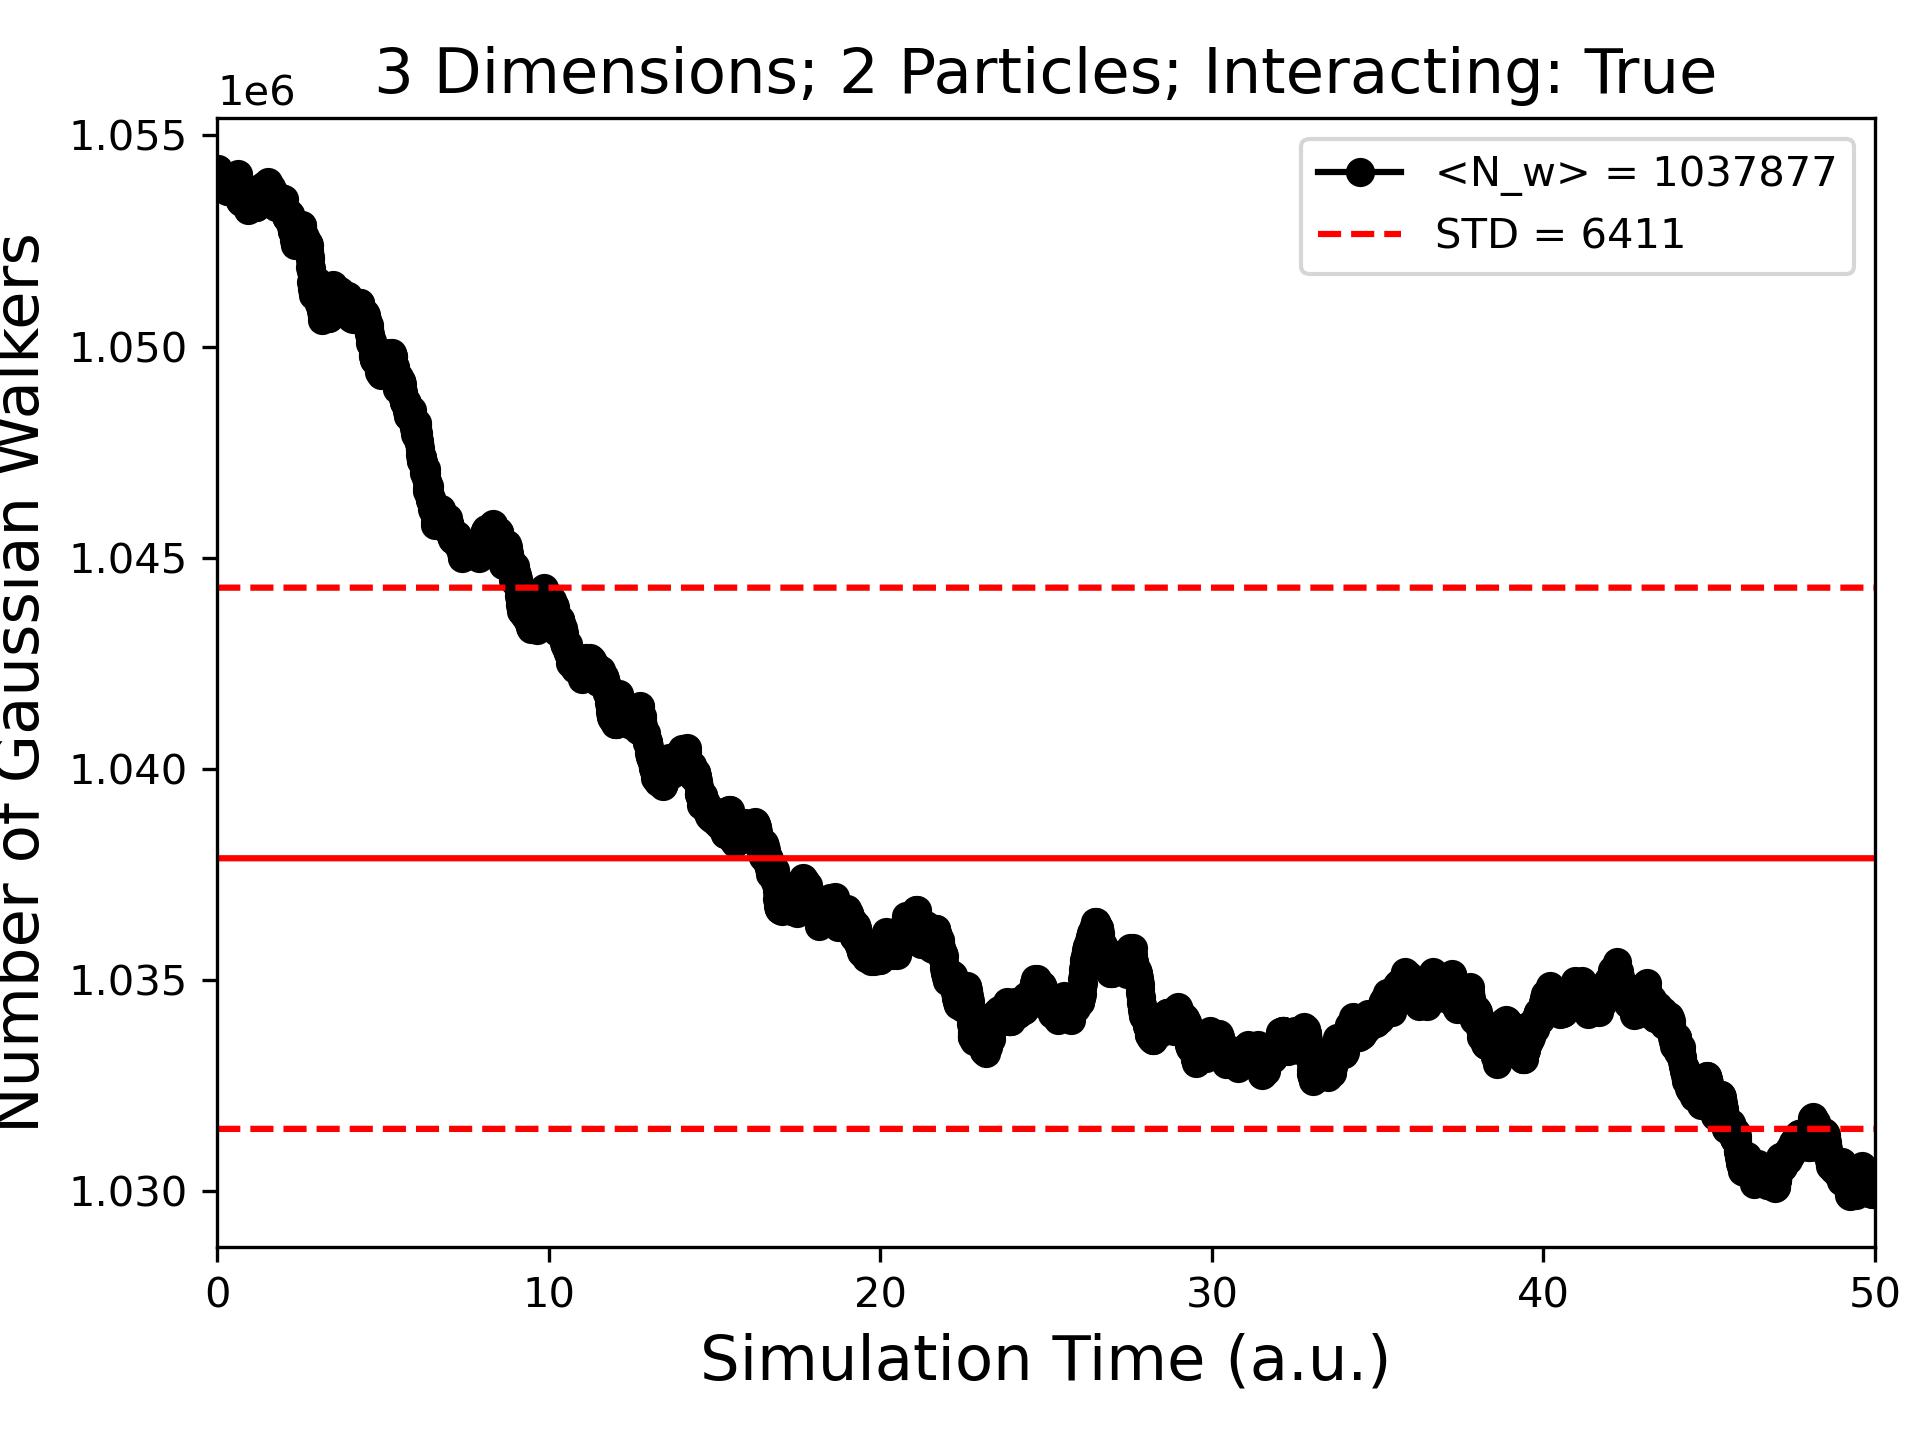 3 Dimensions; 2 Particles; Interacting: True
1e6
<N_w> = 1037877
STD = 6411
Number of Gaussian Walkers
1.055
1.050
1.045
1.040
1.035
1.030
0 10 20 30 40 50
Simulation Time (a.u.)